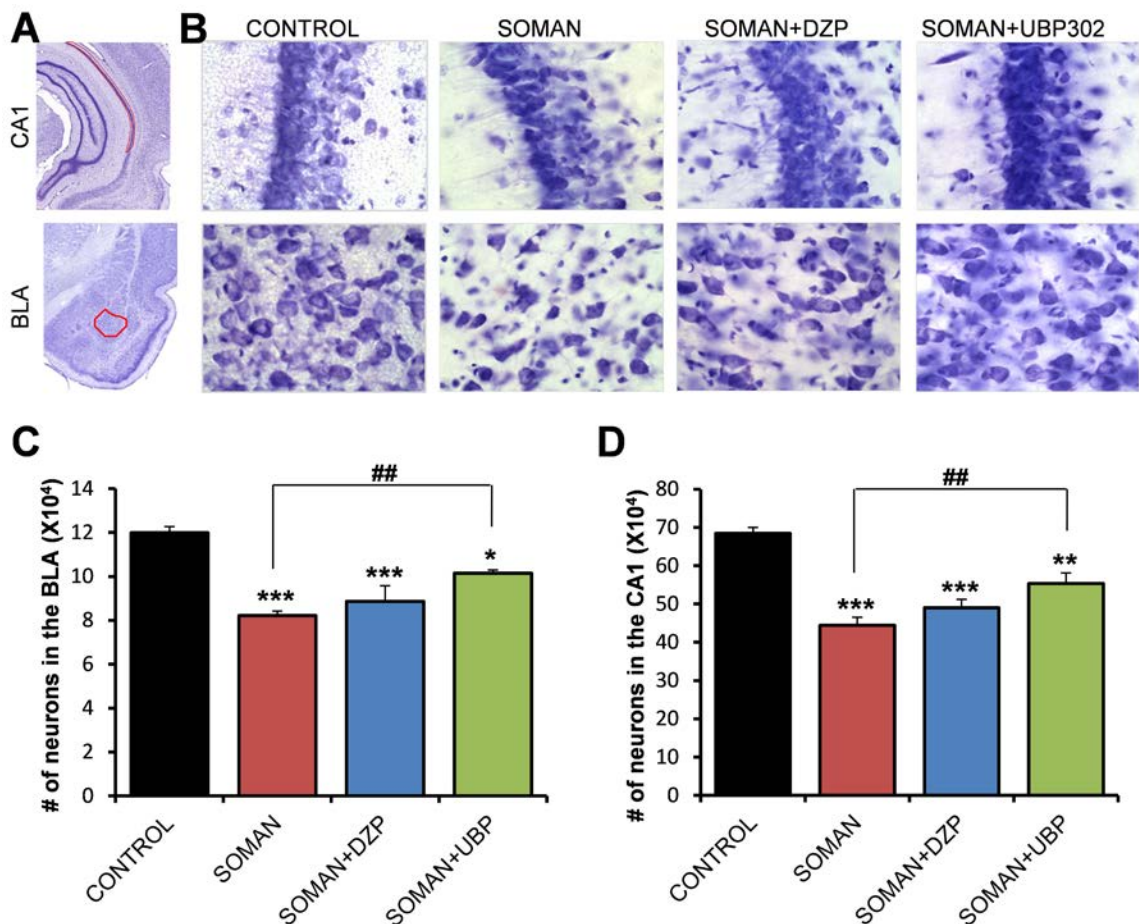 A
B
CONTROL
SOMAN
SOMAN+DZP
SOMAN+UBP302
CA1
BLA
C
# of neurons in the BLA (X10⁴)
14
12
10
8
6
4
2
0
##
***
***
*
CONTROL
SOMAN
SOMAN+DZP
SOMAN+UBP
D
# of neurons in the CA1 (X10⁴)
80
70
60
50
40
30
20
10
0
##
***
***
**
CONTROL
SOMAN
SOMAN+DZP
SOMAN+UBP